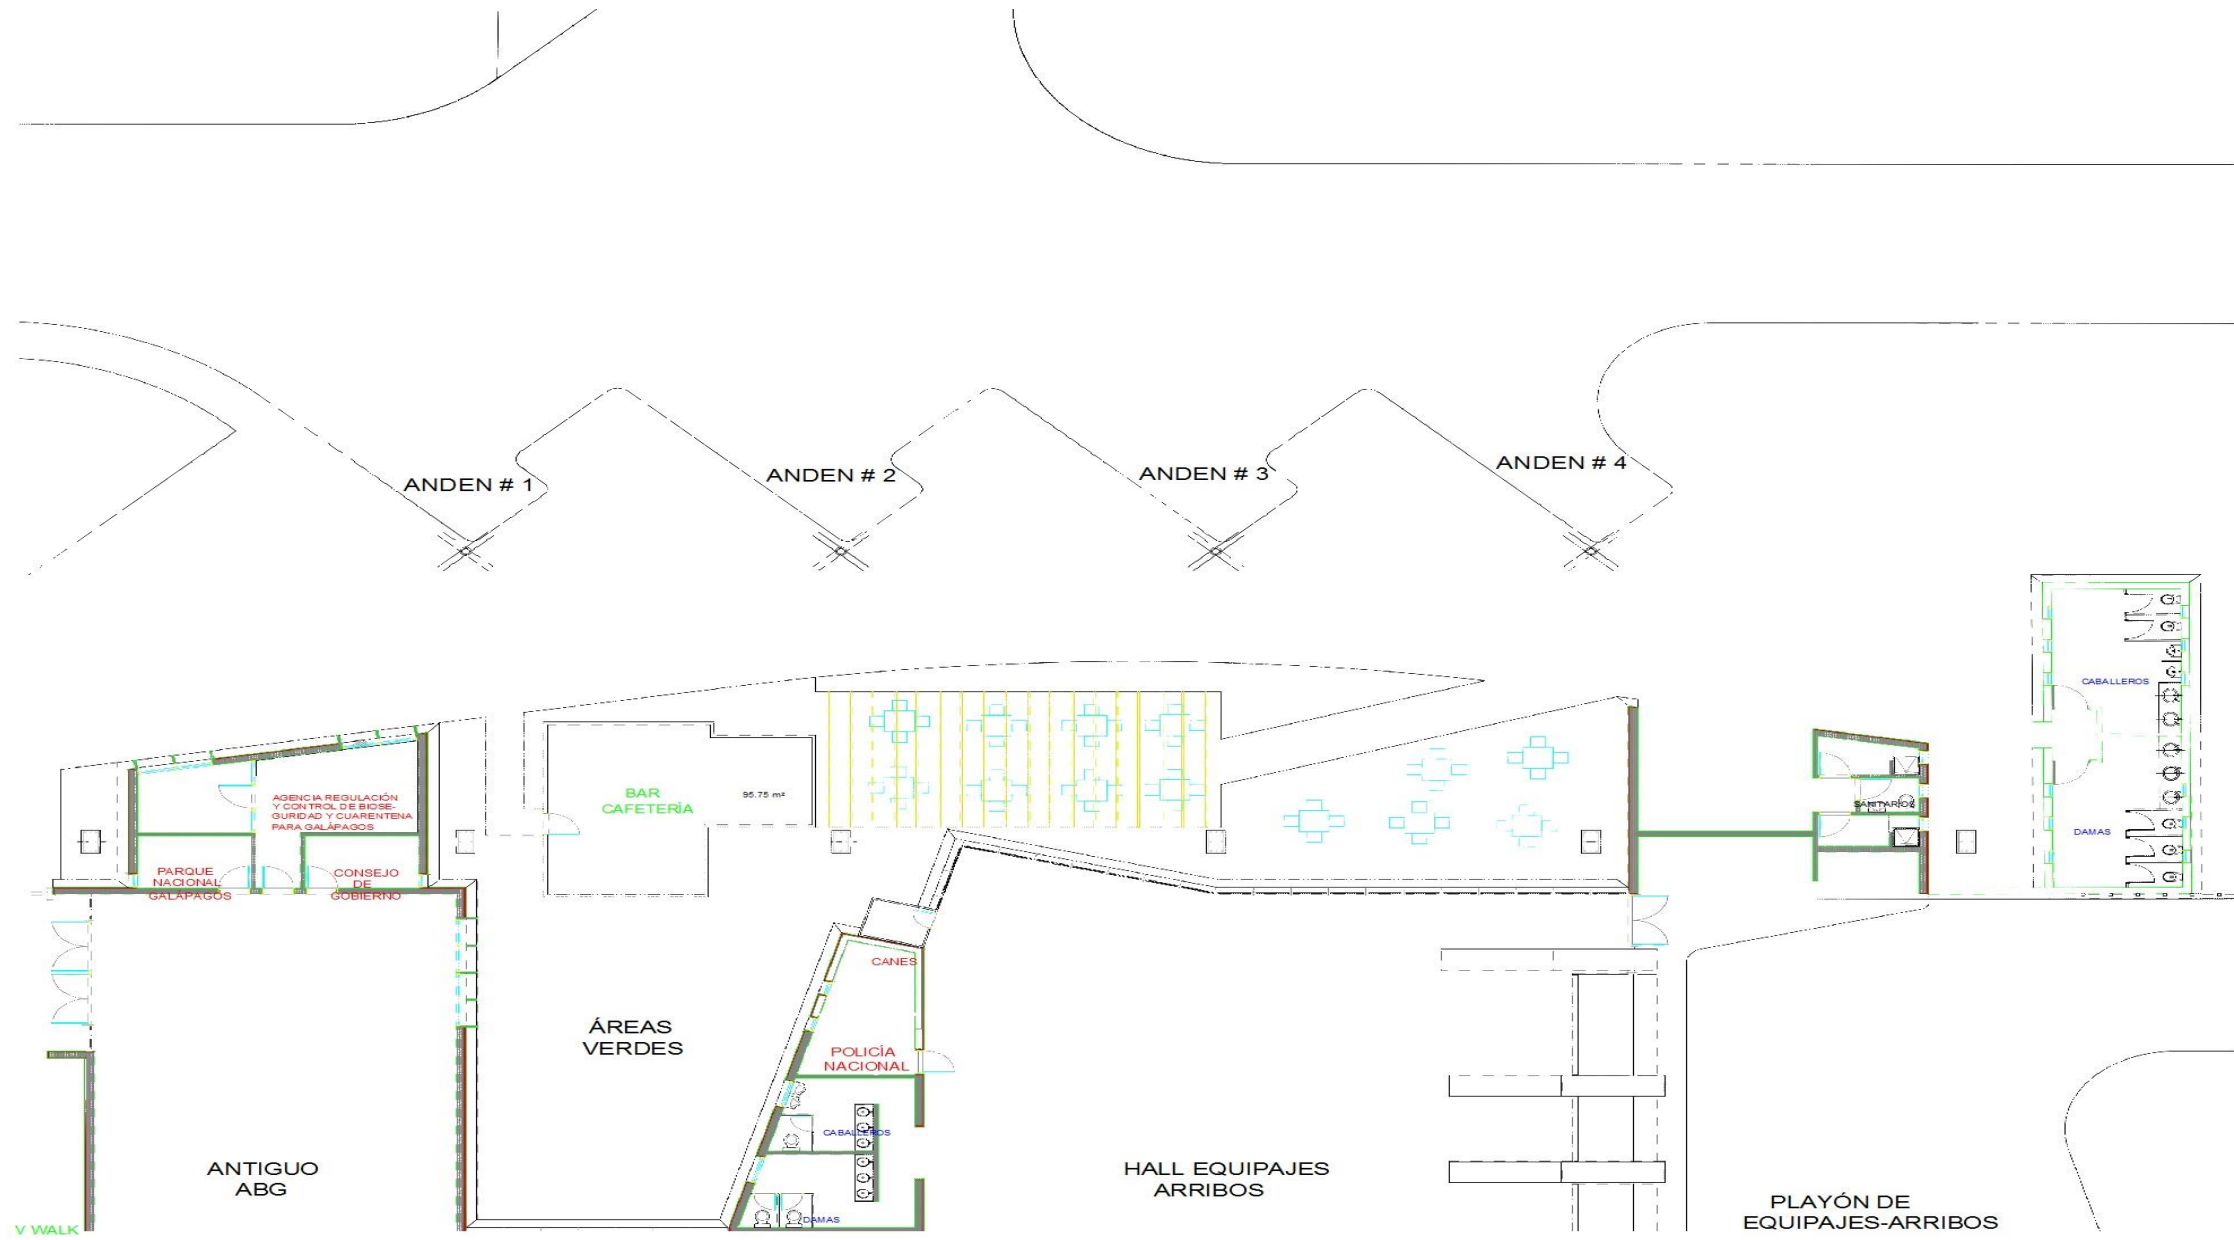 ANDEN # 1
ANDEN # 2
ANDEN # 3
ANDEN # 4
CABALLEROS
DAMAS
SANITARIOS
BAR
CAFETERÍA
95.75 m²
AGENCIA REGULACIÓN
Y CONTROL DE BIOSE-
GURIDAD Y CUARENTENA
PARA GALÁPAGOS
PARQUE
NACIONAL
GALÁPAGOS
CONSEJO
DE
GOBIERNO
CANES
POLICÍA
NACIONAL
ÁREAS
VERDES
CABALLEROS
DAMAS
ANTIGUO
ABG
HALL EQUIPAJES
ARRIBOS
PLAYÓN DE
EQUIPAJES-ARRIBOS
V WALK